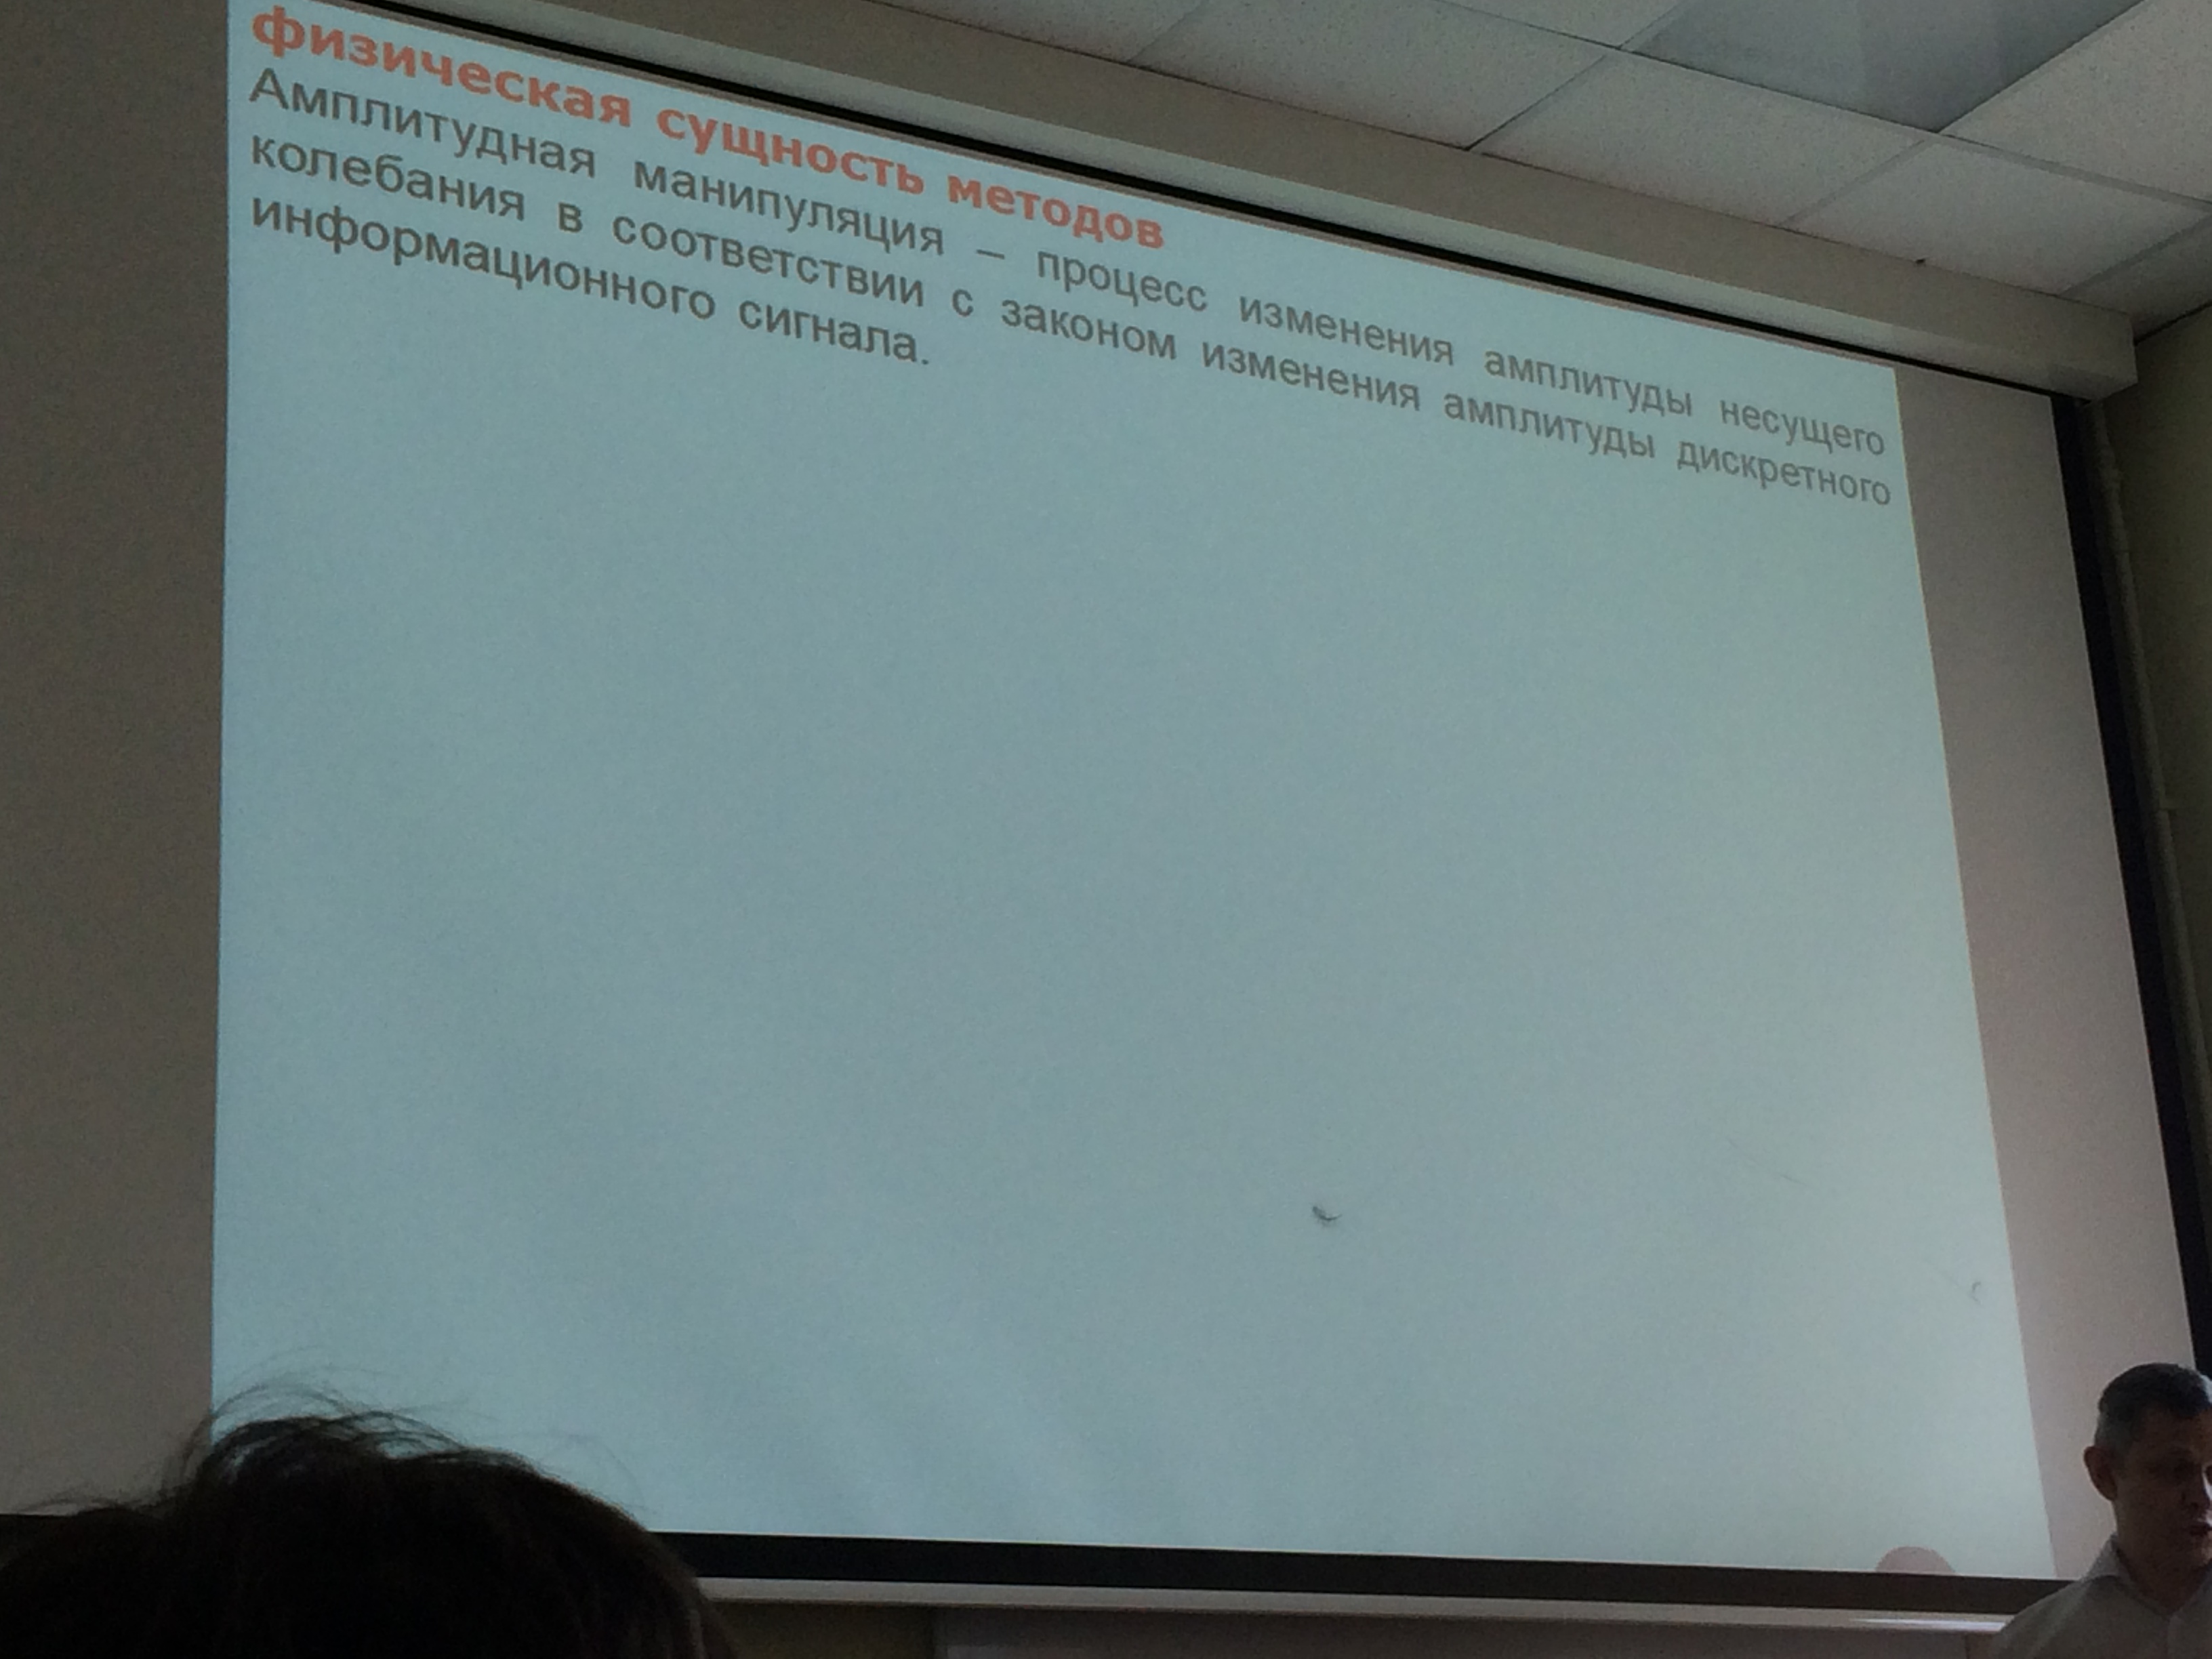 физическая сущность методов
Амплитудная манипуляция – процесс изменения амплитуды несущего
колебания в соответствии с законом изменения амплитуды дискретного
информационного сигнала.